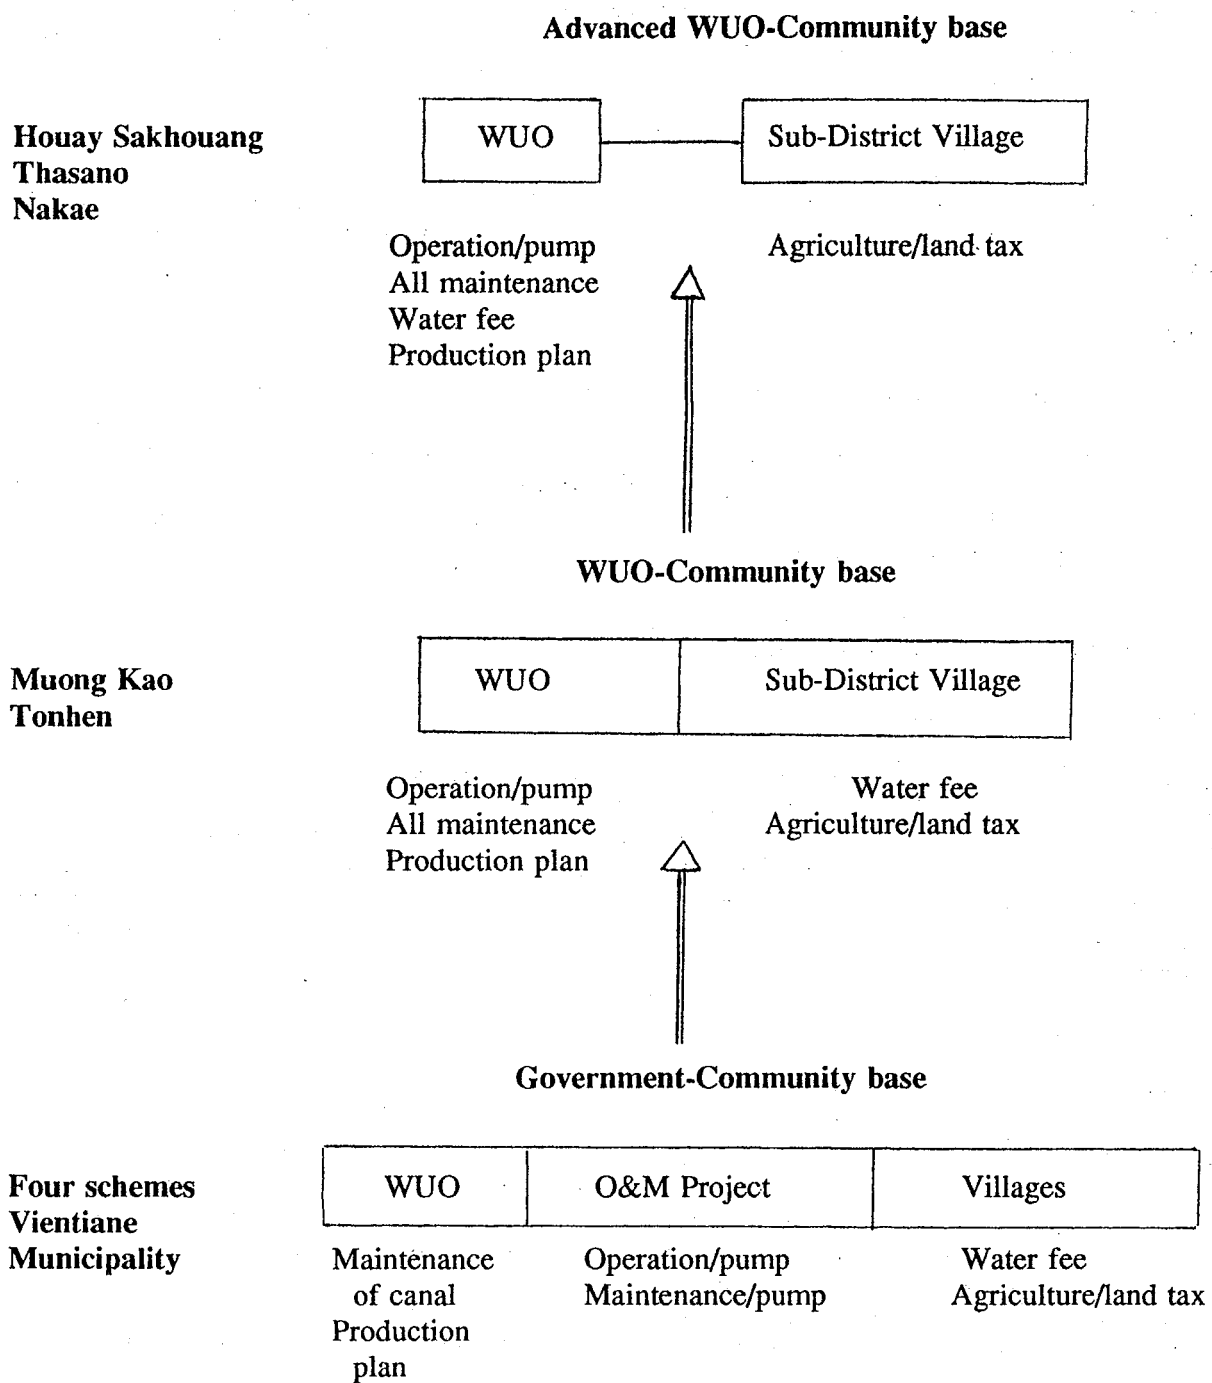 Advanced WUO-Community base
Houay Sakhouang
Thasano
Nakae
WUO
Sub-District Village
Operation/pump
All maintenance
Water fee
Production plan
Agriculture/land tax
WUO-Community base
Muong Kao
Tonhen
WUO
Sub-District Village
Operation/pump
All maintenance
Production plan
Water fee
Agriculture/land tax
Government-Community base
Four schemes
Vientiane
Municipality
WUO
O&M Project
Villages
Maintenance
of canal
Production
plan
Operation/pump
Maintenance/pump
Water fee
Agriculture/land tax